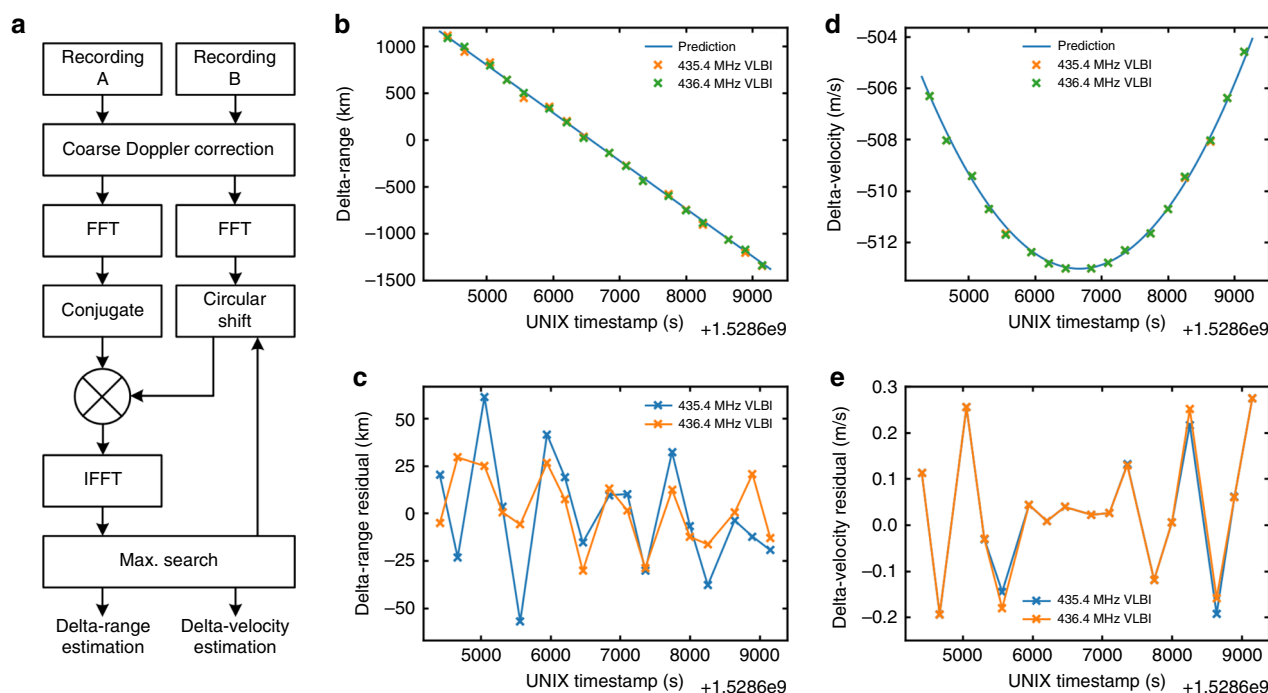 a
Recording
A
Recording
B
Coarse Doppler correction
FFT
FFT
Conjugate
Circular
shift
IFFT
Max. search
Delta-range
estimation
Delta-velocity
estimation
b
Delta-range (km)
1000
500
0
−500
−1000
−1500
Prediction
435.4 MHz VLBI
436.4 MHz VLBI
5000 6000 7000 8000 9000
UNIX timestamp (s) +1.5286e9
c
Delta-range residual (km)
50
25
0
−25
−50
435.4 MHz VLBI
436.4 MHz VLBI
5000 6000 7000 8000 9000
UNIX timestamp (s) +1.5286e9
d
Delta-velocity (m/s)
−504
−506
−508
−510
−512
Prediction
435.4 MHz VLBI
436.4 MHz VLBI
5000 6000 7000 8000 9000
UNIX timestamp (s) +1.5286e9
e
Delta-velocity residual (m/s)
0.3
0.2
0.1
0.0
−0.1
−0.2
435.4 MHz VLBI
436.4 MHz VLBI
5000 6000 7000 8000 9000
UNIX timestamp (s) +1.5286e9